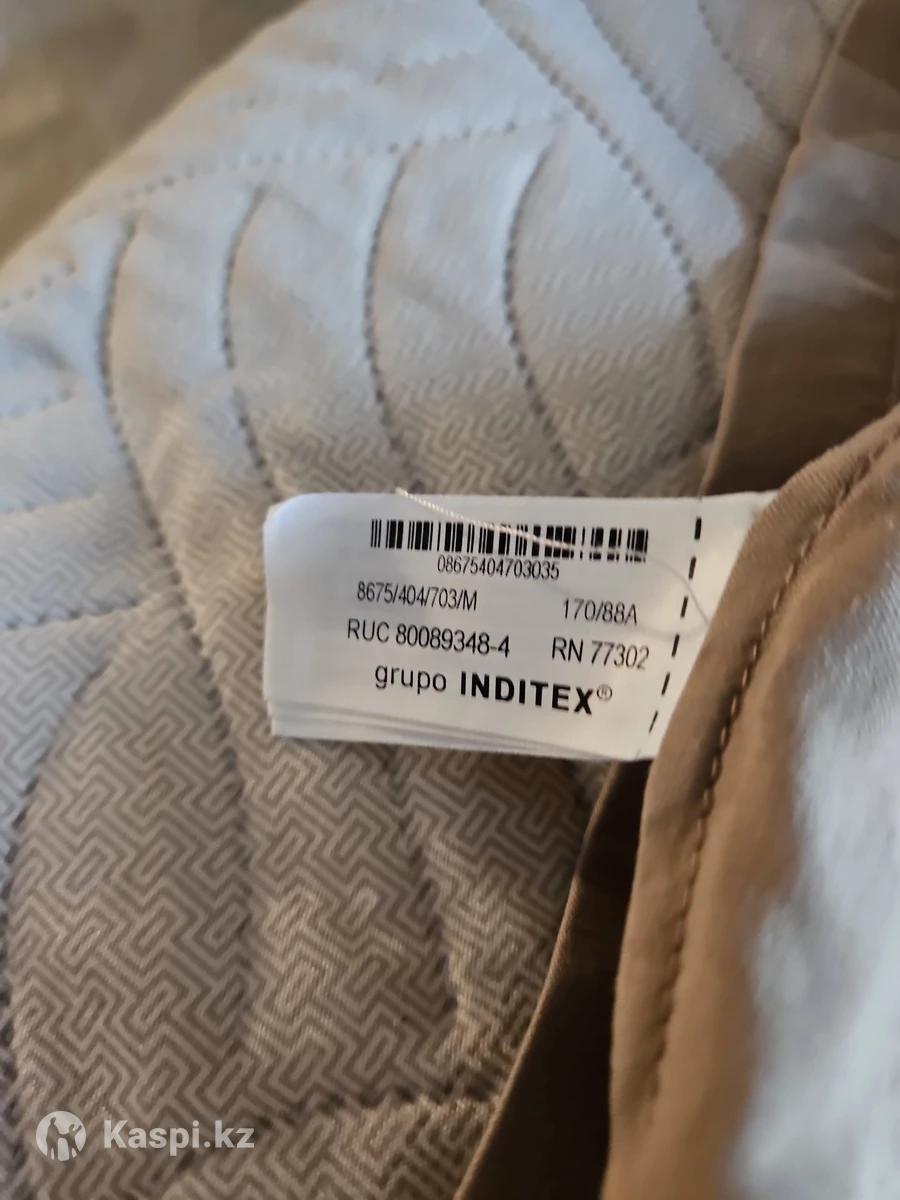 08675404703035
8675/404/703/M 170/88A
RUC 80089348-4 RN 77302
grupo INDITEX®
Kaspi.kz